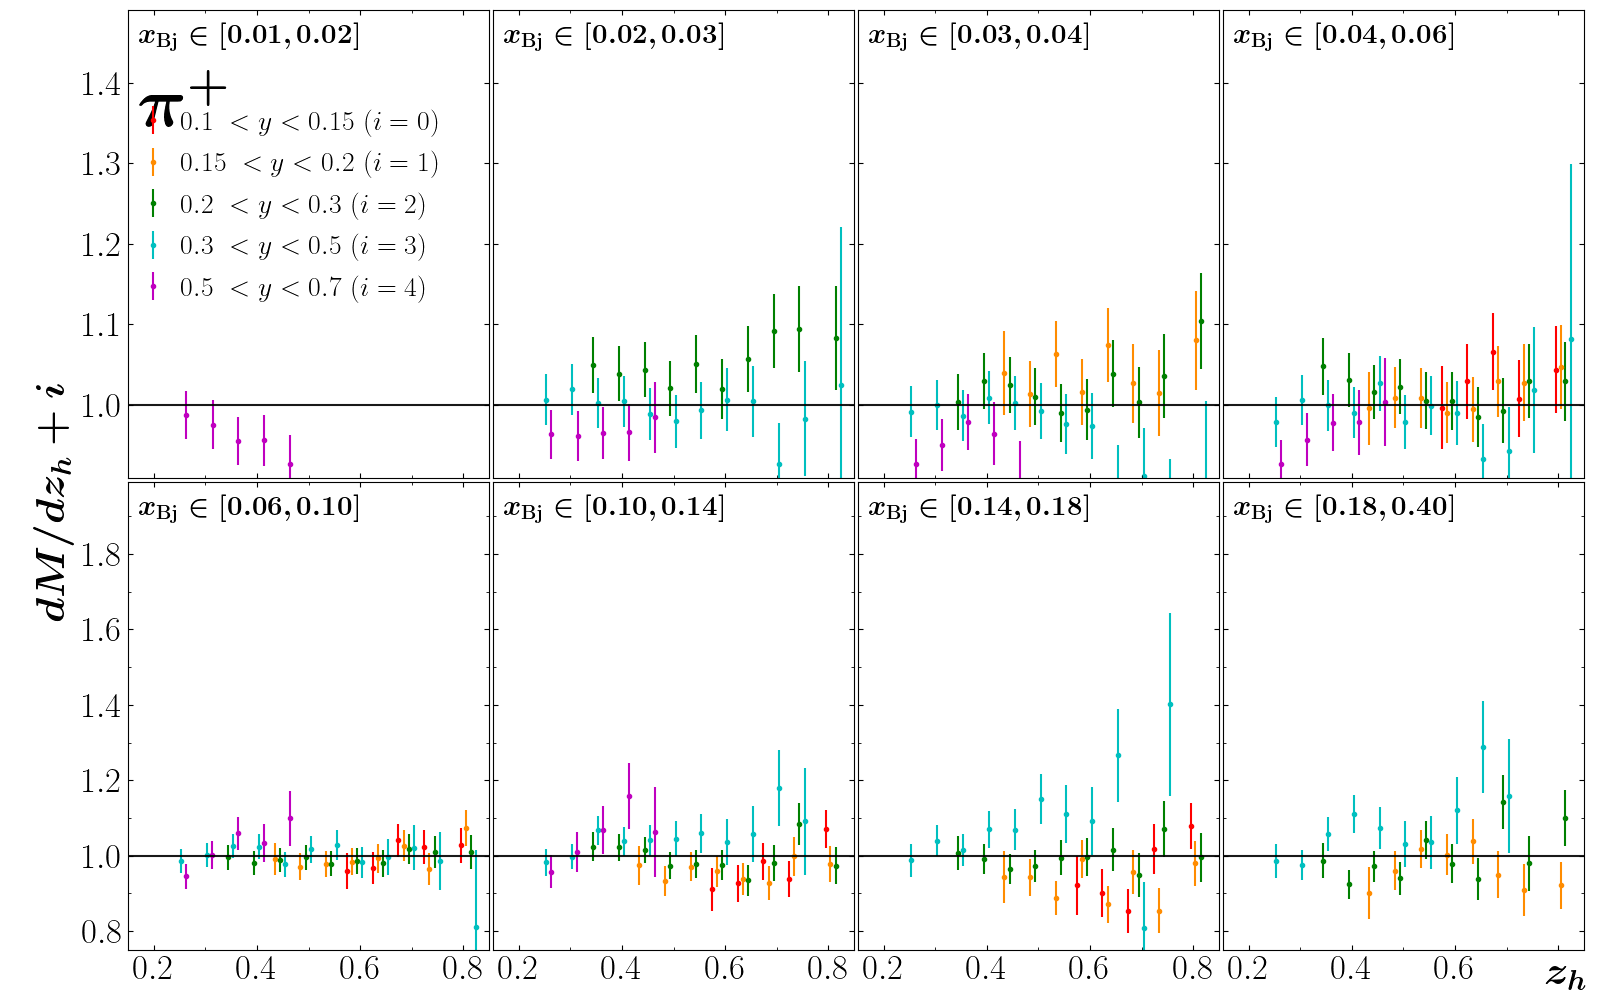 x_Bj ∈ [0.01, 0.02]
x_Bj ∈ [0.02, 0.03]
x_Bj ∈ [0.03, 0.04]
x_Bj ∈ [0.04, 0.06]
π⁺
0.1 < y < 0.15 (i = 0)
0.15 < y < 0.2 (i = 1)
0.2 < y < 0.3 (i = 2)
0.3 < y < 0.5 (i = 3)
0.5 < y < 0.7 (i = 4)
1.4
1.3
1.2
1.1
1.0
dM/dz_h + i
x_Bj ∈ [0.06, 0.10]
x_Bj ∈ [0.10, 0.14]
x_Bj ∈ [0.14, 0.18]
x_Bj ∈ [0.18, 0.40]
1.8
1.6
1.4
1.2
1.0
0.8
0.2 0.4 0.6 0.8
0.2 0.4 0.6 0.8
0.2 0.4 0.6 0.8
0.2 0.4 0.6
z_h